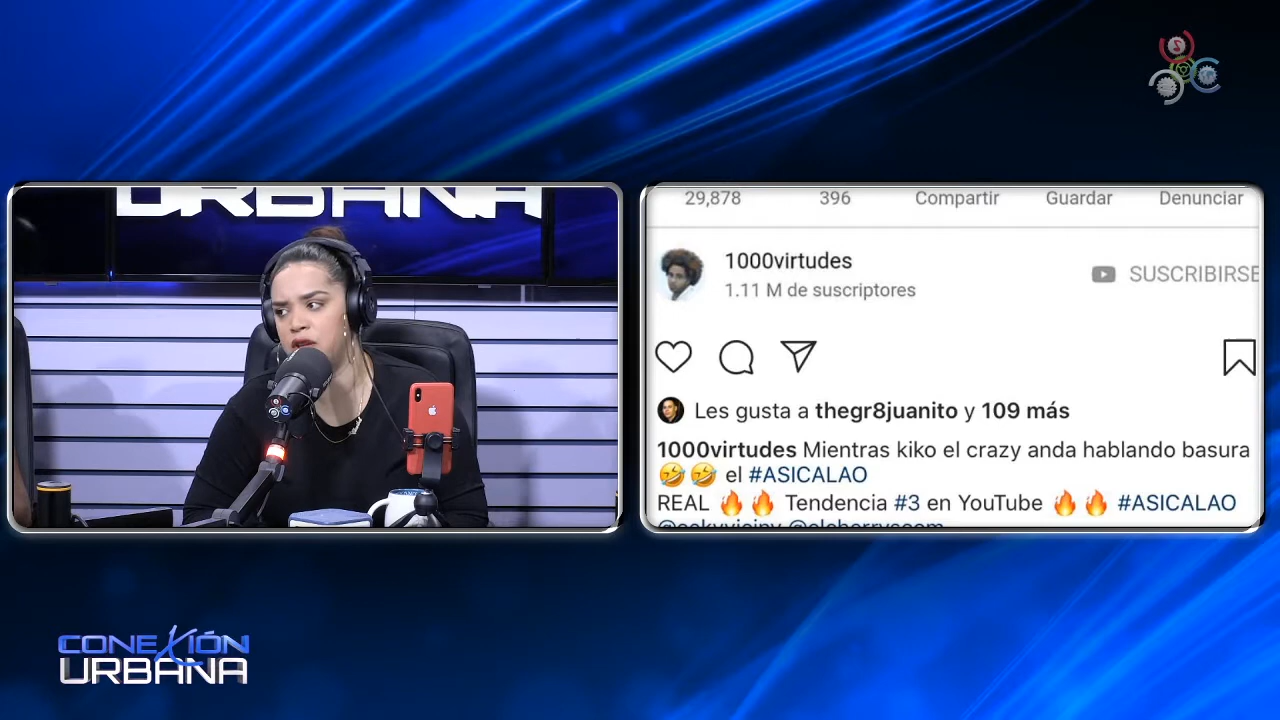 URBANA
29,878 396 Compartir Guardar Denunciar
1000virtudes
1.11 M de suscriptores
SUSCRIBIRSE
Les gusta a thegr8juanito y 109 más
1000virtudes Mientras kiko el crazy anda hablando basura
🤣🤣 el #ASICALAO
REAL 🔥🔥 Tendencia #3 en YouTube 🔥🔥 #ASICALAO
CONEXIÓN
URBANA